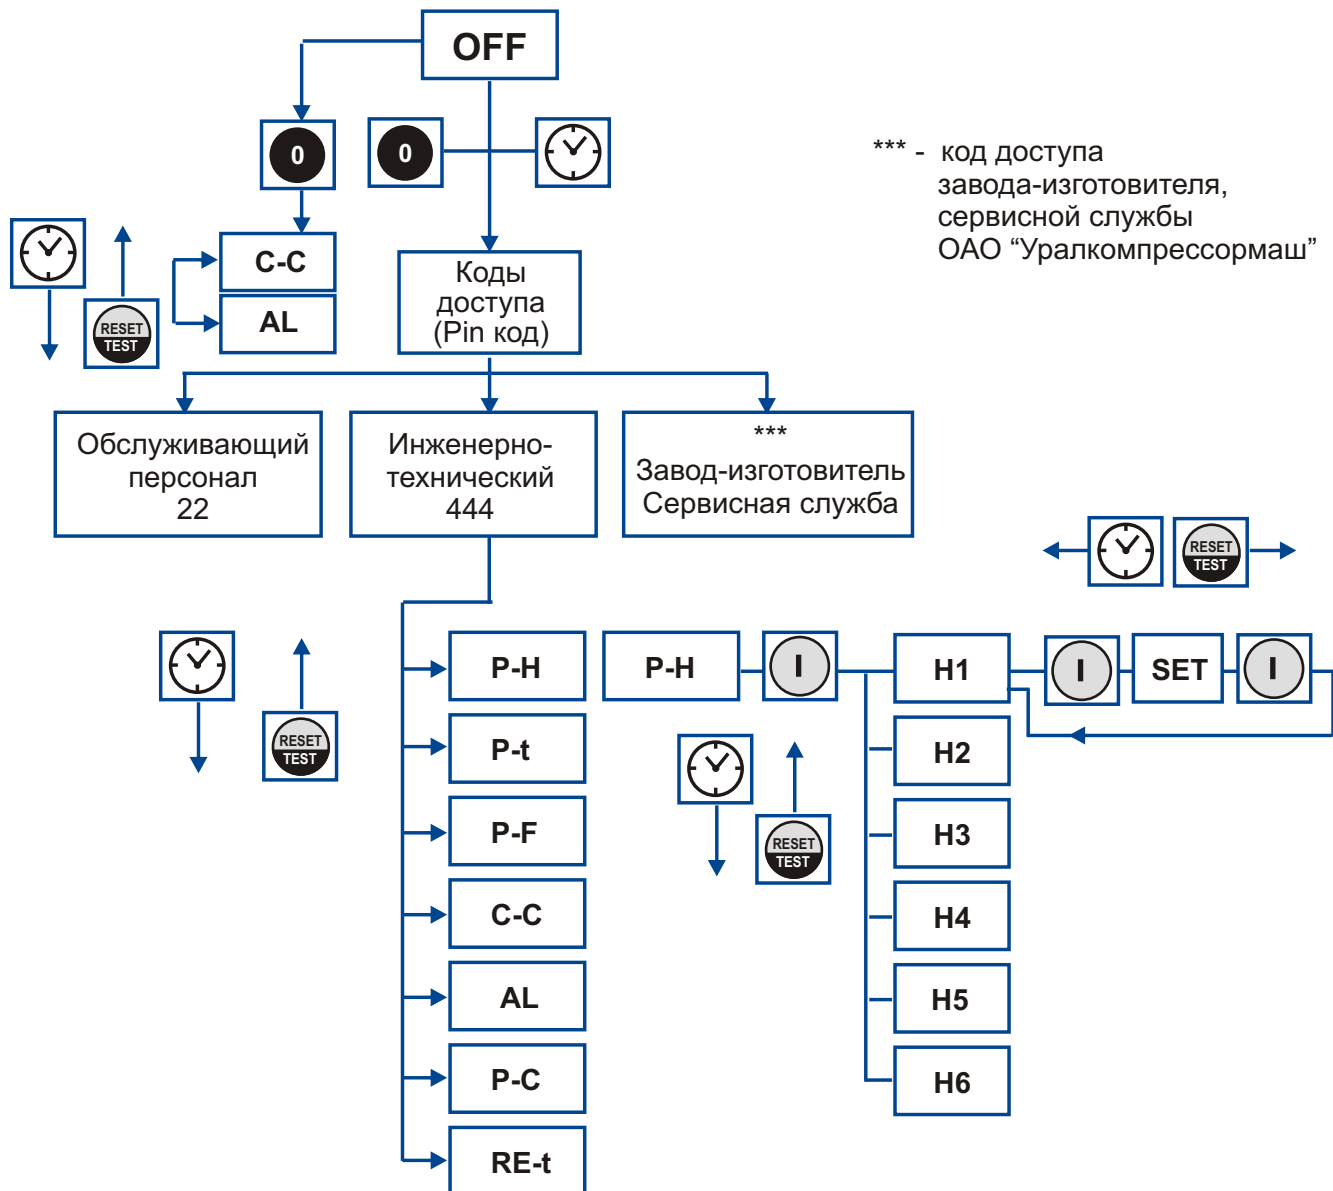 OFF
0
0
*** - код доступа
завода-изготовителя,
сервисной службы
ОАО “Уралкомпрессормаш”
C-C
AL
RESET
TEST
Коды
доступа
(Pin код)
Обслуживающий
персонал
22
Инженерно-
технический
444
***
Завод-изготовитель
Сервисная служба
RESET
TEST
P-H
P-H
I
H1
I
SET
I
RESET
TEST
P-t
H2
RESET
TEST
P-F
H3
C-C
H4
AL
H5
P-C
H6
RE-t